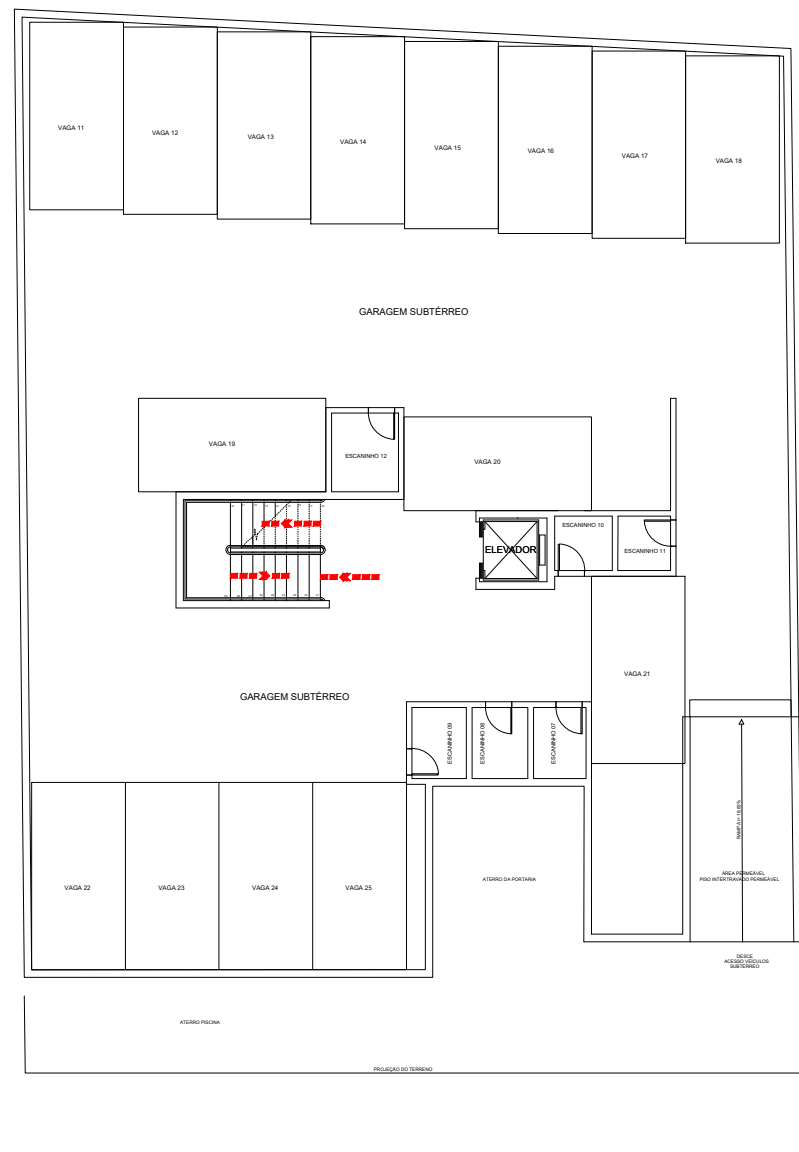 VAGA 11
VAGA 12
VAGA 13
VAGA 14
VAGA 15
VAGA 16
VAGA 17
VAGA 18
GARAGEM SUBTÉRREO
VAGA 19
ESCANINHO 12
VAGA 20
ELEVADOR
ESCANINHO 10
ESCANINHO 11
VAGA 21
GARAGEM SUBTÉRREO
ESCANINHO 09
ESCANINHO 08
ESCANINHO 07
VAGA 22
VAGA 23
VAGA 24
VAGA 25
ATERRO DA PORTARIA
ÁREA PERMEÁVEL
PISO INTERTRAVADO PERMEÁVEL
DESCE
ACESSO VEÍCULOS
SUBTÉRREO
ATERRO PISCINA
PROJEÇÃO DO TERRENO